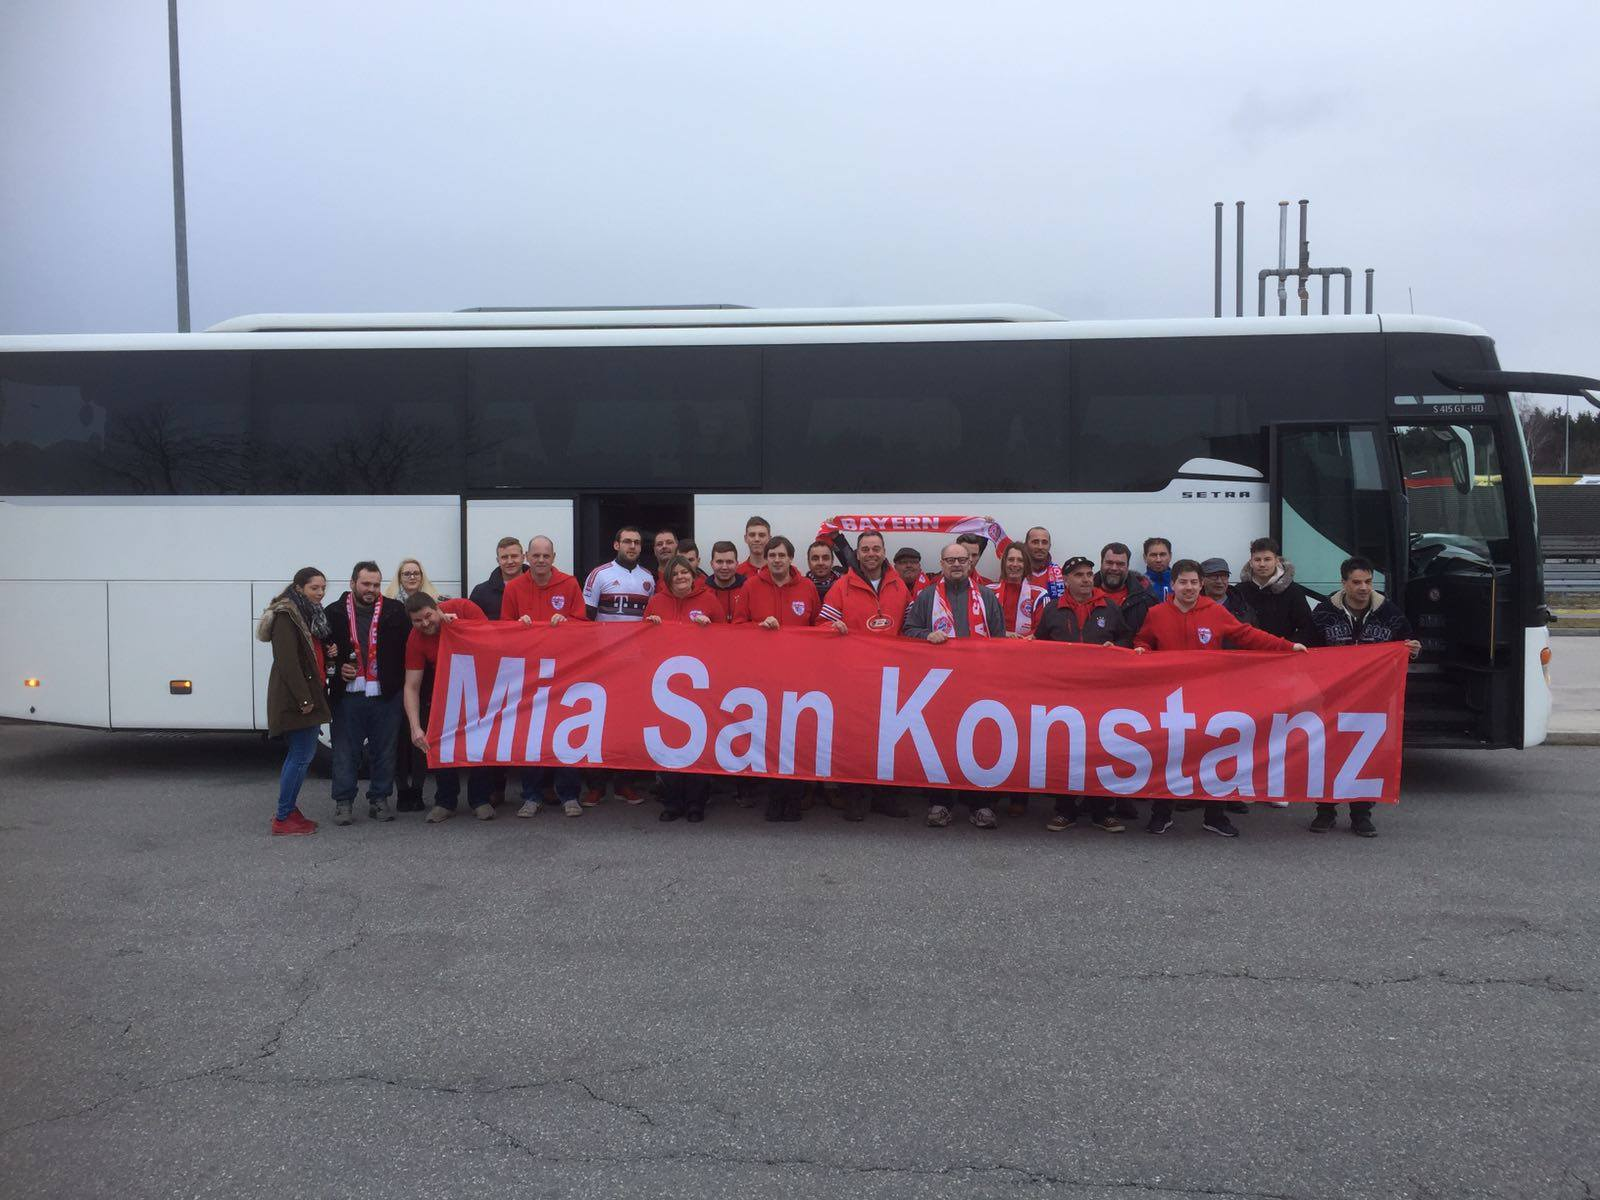 S 415 GT-HD
SETRA
BAYERN
T
Mia San Konstanz